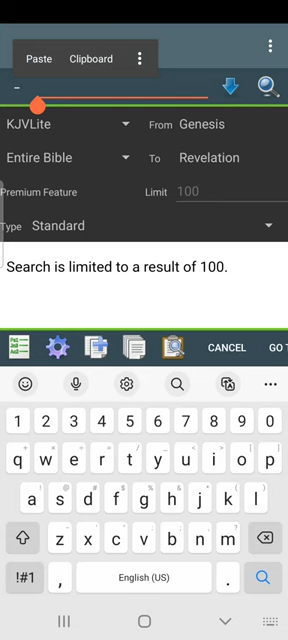 Paste Clipboard
-
KJVLite From Genesis
Entire Bible To Revelation
Premium Feature Limit 100
Type Standard
Search is limited to a result of 100.
CANCEL GO T
1 2 3 4 5 6 7 8 9 0
q w e r t y u i o p
a s d f g h j k l
z x c v b n m
!#1 , English (US) .